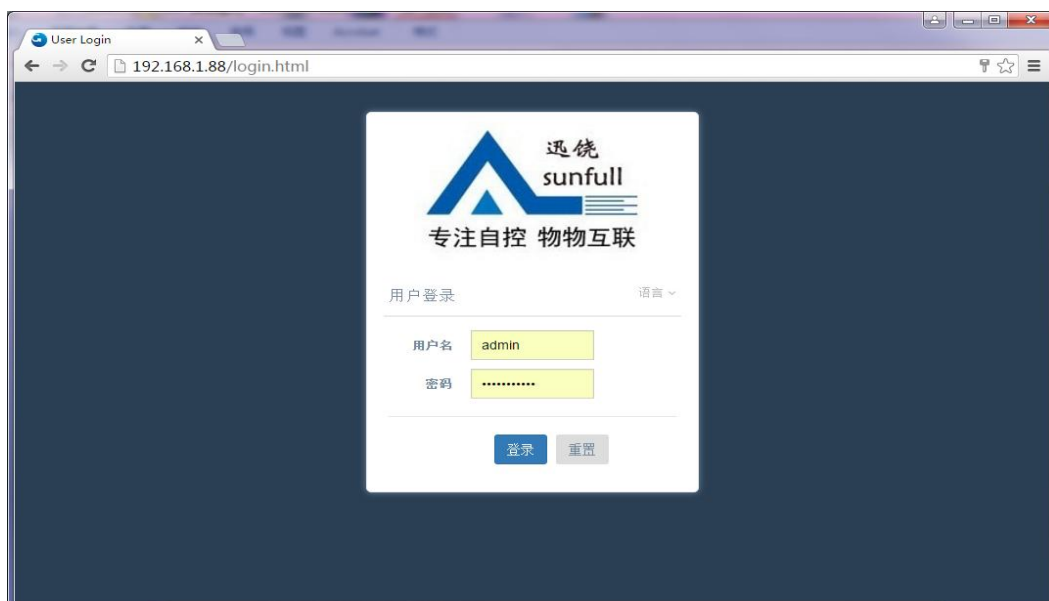 User Login
192.168.1.88/login.html
迅饶
sunfull
专注自控 物物互联
用户登录 语言
用户名 admin
密码 •••••••••••
登录 重置